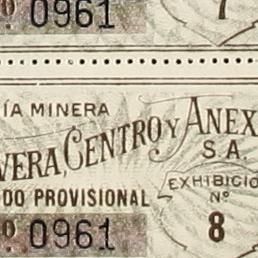 0961
7
ÍA MINERA
VERA, CENTRO Y ANEX
S A.
DO PROVISIONAL
EXHIBICIÓ
Nº
8
0961